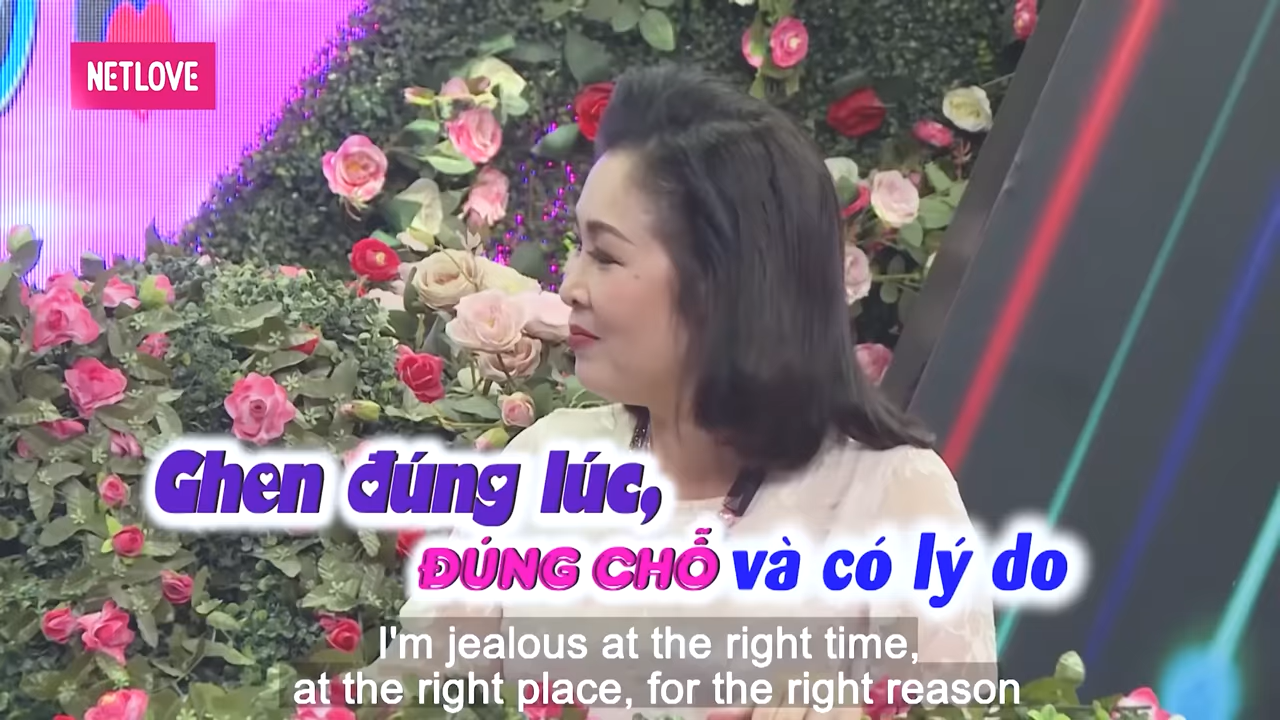 NETLOVE
Ghen đúng lúc,
ĐÚNG CHỖ và có lý do
I'm jealous at the right time,
at the right place, for the right reason